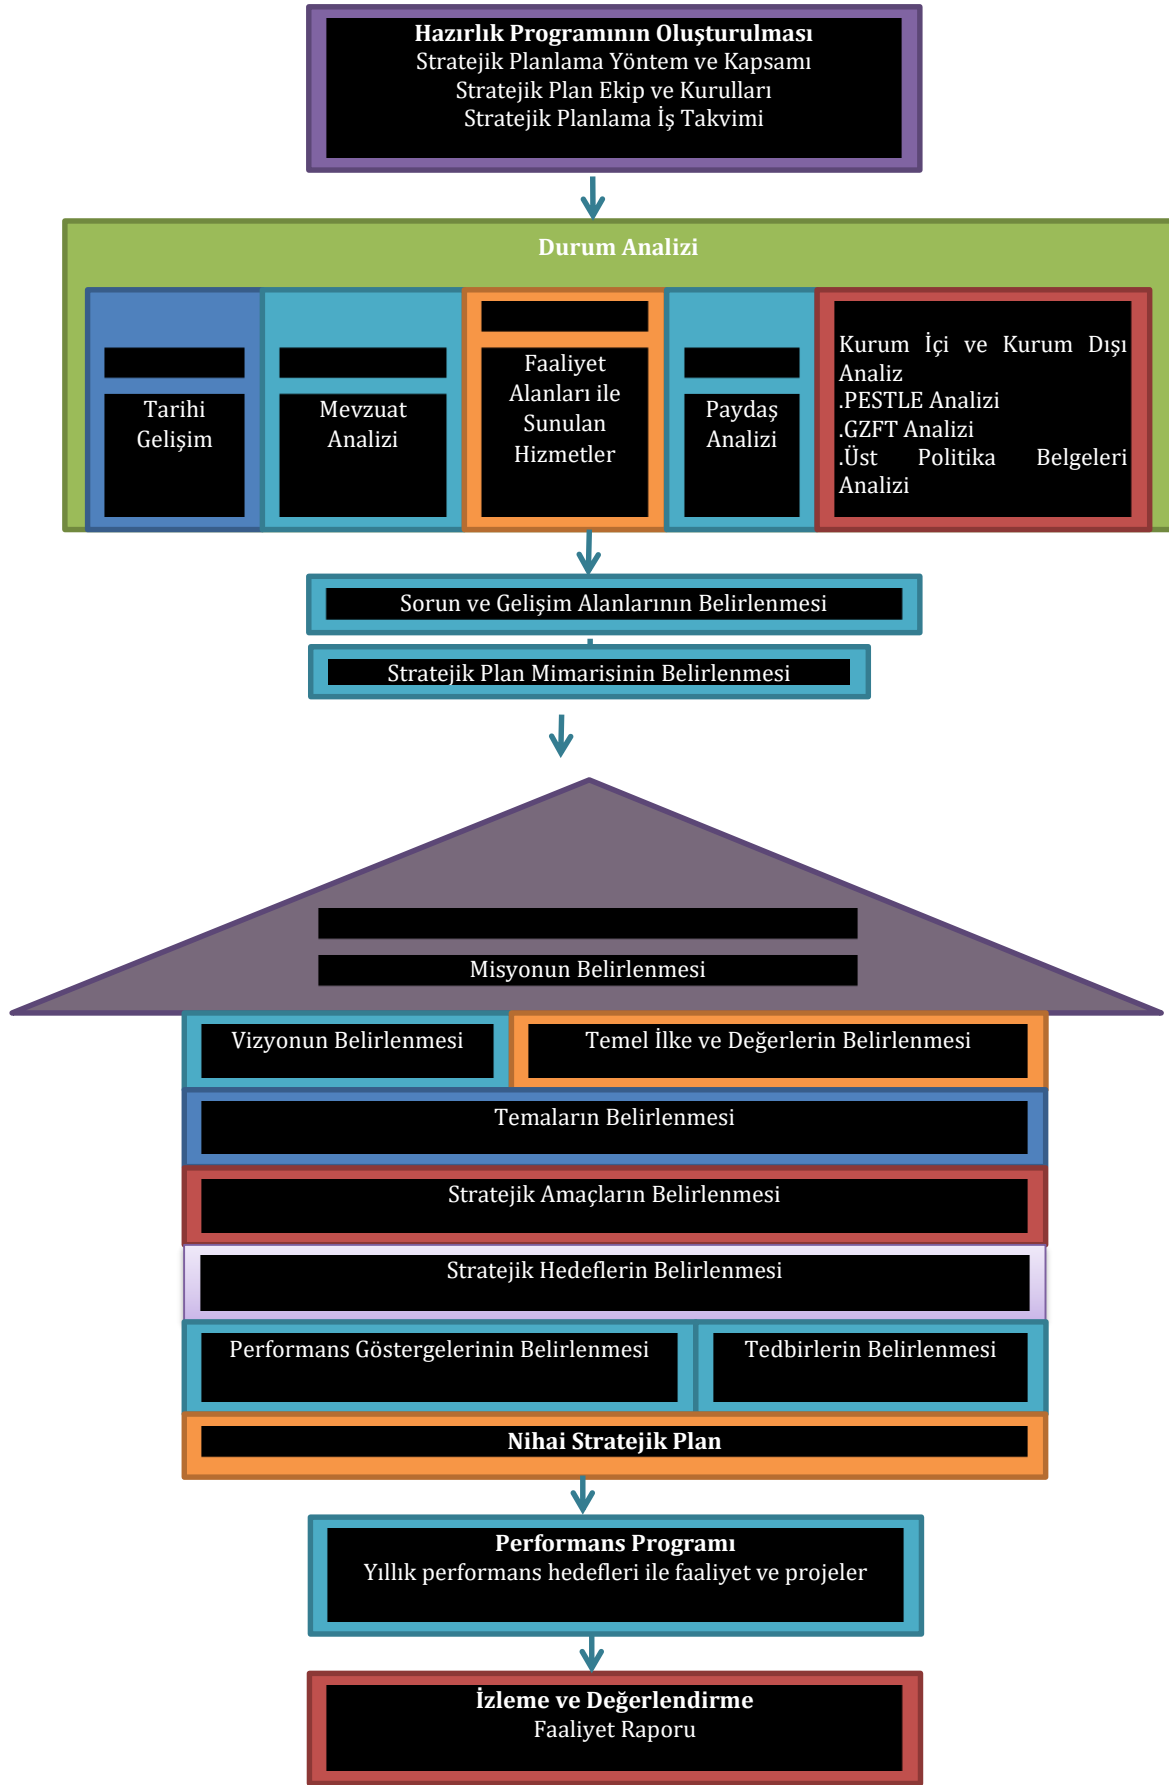 Hazırlık Programının Oluşturulması
Stratejik Planlama Yöntem ve Kapsamı
Stratejik Plan Ekip ve Kurulları
Stratejik Planlama İş Takvimi
Durum Analizi
Tarihi
Gelişim
Mevzuat
Analizi
Faaliyet
Alanları ile
Sunulan
Hizmetler
Paydaş
Analizi
Kurum İçi ve Kurum Dışı
Analiz
.PESTLE Analizi
.GZFT Analizi
.Üst Politika Belgeleri
Analizi
Sorun ve Gelişim Alanlarının Belirlenmesi
Stratejik Plan Mimarisinin Belirlenmesi
Misyonun Belirlenmesi
Vizyonun Belirlenmesi
Temel İlke ve Değerlerin Belirlenmesi
Temaların Belirlenmesi
Stratejik Amaçların Belirlenmesi
Stratejik Hedeflerin Belirlenmesi
Performans Göstergelerinin Belirlenmesi
Tedbirlerin Belirlenmesi
Nihai Stratejik Plan
Performans Programı
Yıllık performans hedefleri ile faaliyet ve projeler
İzleme ve Değerlendirme
Faaliyet Raporu